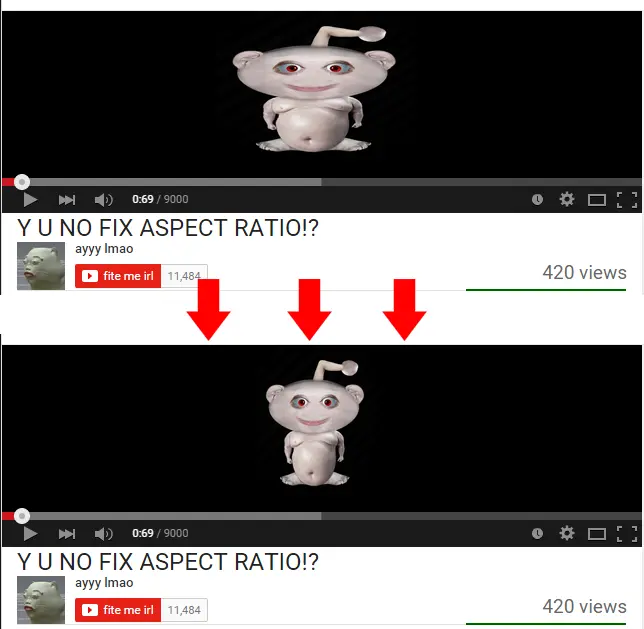 0:69 / 9000
Y U NO FIX ASPECT RATIO!?
ayyy lmao
fite me irl 11,484
420 views
0:69 / 9000
Y U NO FIX ASPECT RATIO!?
ayyy lmao
fite me irl 11,484
420 views